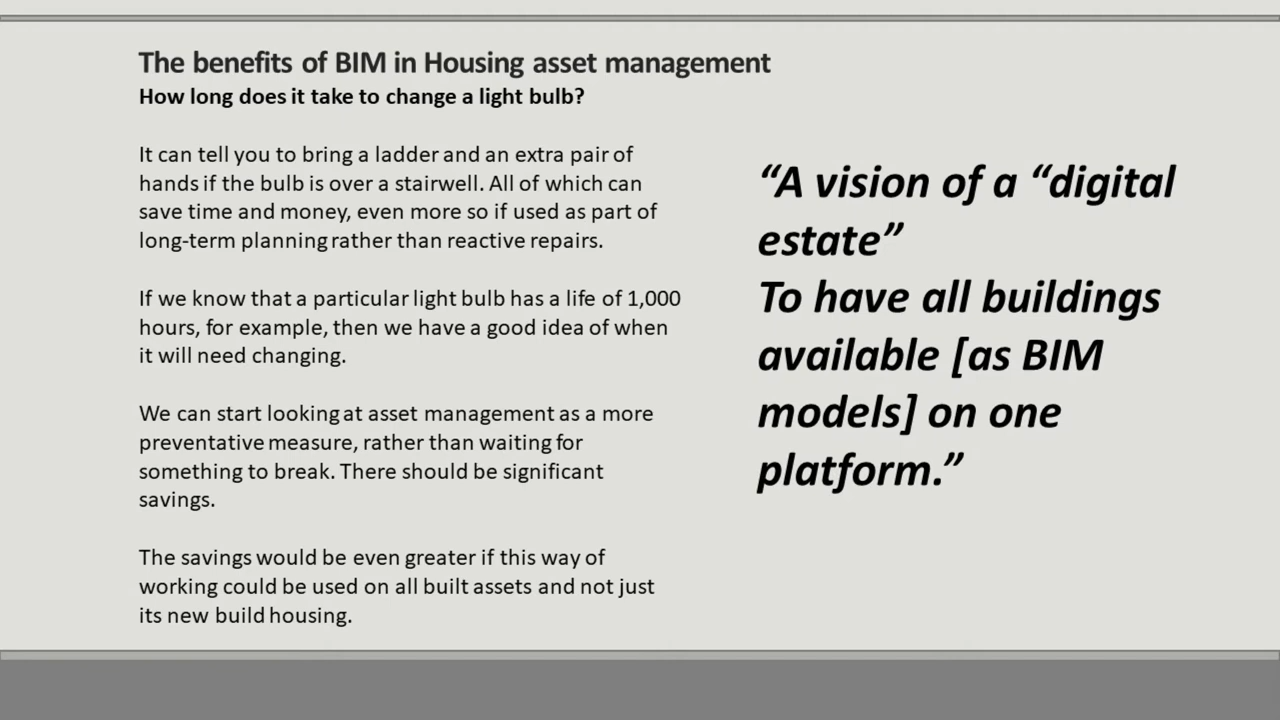 The benefits of BIM in Housing asset management
How long does it take to change a light bulb?
It can tell you to bring a ladder and an extra pair of
hands if the bulb is over a stairwell. All of which can
save time and money, even more so if used as part of
long-term planning rather than reactive repairs.
If we know that a particular light bulb has a life of 1,000
hours, for example, then we have a good idea of when
it will need changing.
We can start looking at asset management as a more
preventative measure, rather than waiting for
something to break. There should be significant
savings.
The savings would be even greater if this way of
working could be used on all built assets and not just
its new build housing.
“A vision of a “digital
estate”
To have all buildings
available [as BIM
models] on one
platform.”